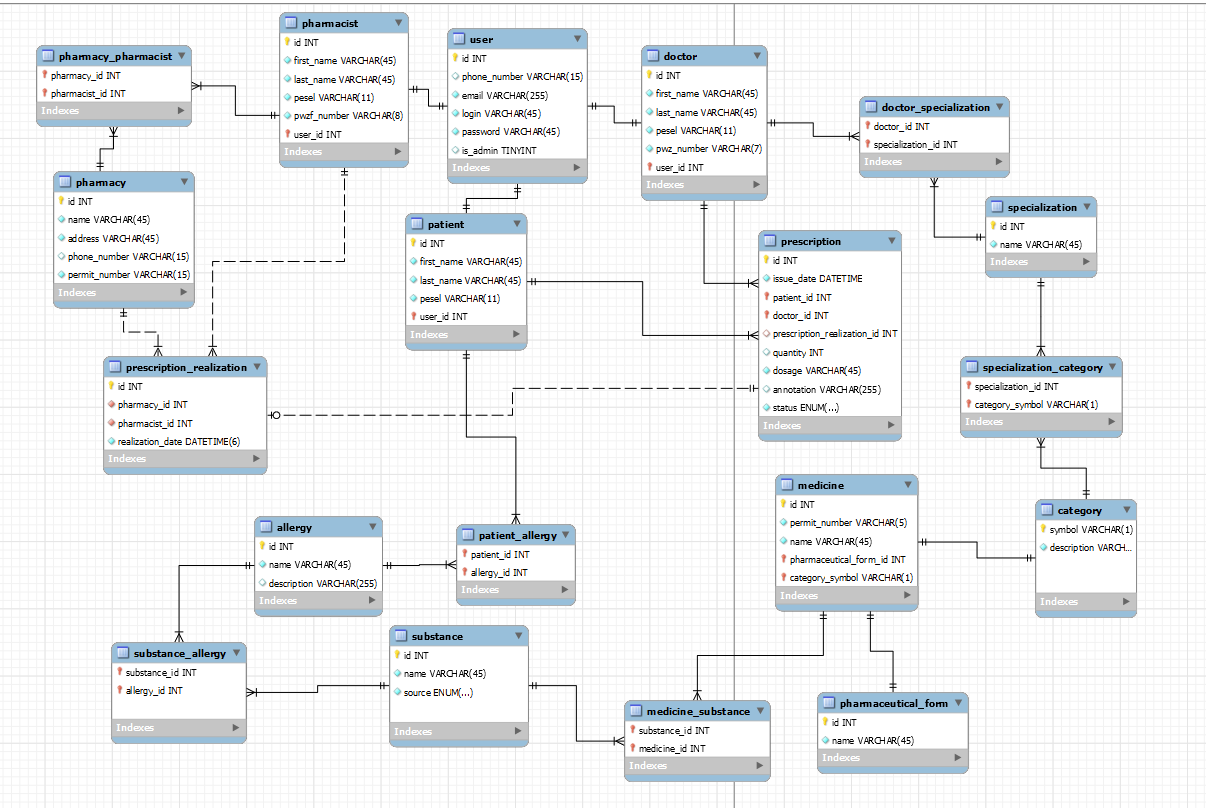 pharmacy_pharmacist
pharmacy_id INT
pharmacist_id INT
Indexes
pharmacist
id INT
first_name VARCHAR(45)
last_name VARCHAR(45)
pesel VARCHAR(11)
pwzf_number VARCHAR(8)
user_id INT
Indexes
user
id INT
phone_number VARCHAR(15)
email VARCHAR(255)
login VARCHAR(45)
password VARCHAR(45)
is_admin TINYINT
Indexes
doctor
id INT
first_name VARCHAR(45)
last_name VARCHAR(45)
pesel VARCHAR(11)
pwz_number VARCHAR(7)
user_id INT
Indexes
doctor_specialization
doctor_id INT
specialization_id INT
Indexes
pharmacy
id INT
name VARCHAR(45)
address VARCHAR(45)
phone_number VARCHAR(15)
permit_number VARCHAR(15)
Indexes
patient
id INT
first_name VARCHAR(45)
last_name VARCHAR(45)
pesel VARCHAR(11)
user_id INT
Indexes
prescription
id INT
issue_date DATETIME
patient_id INT
doctor_id INT
prescription_realization_id INT
quantity INT
dosage VARCHAR(45)
annotation VARCHAR(255)
status ENUM(...)
Indexes
specialization
id INT
name VARCHAR(45)
Indexes
prescription_realization
id INT
pharmacy_id INT
pharmacist_id INT
realization_date DATETIME(6)
Indexes
specialization_category
specialization_id INT
category_symbol VARCHAR(1)
Indexes
medicine
id INT
permit_number VARCHAR(5)
name VARCHAR(45)
pharmaceutical_form_id INT
category_symbol VARCHAR(1)
Indexes
category
symbol VARCHAR(1)
description VARCH...
Indexes
allergy
id INT
name VARCHAR(45)
description VARCHAR(255)
Indexes
patient_allergy
patient_id INT
allergy_id INT
Indexes
substance_allergy
substance_id INT
allergy_id INT
Indexes
substance
id INT
name VARCHAR(45)
source ENUM(...)
Indexes
medicine_substance
substance_id INT
medicine_id INT
Indexes
pharmaceutical_form
id INT
name VARCHAR(45)
Indexes